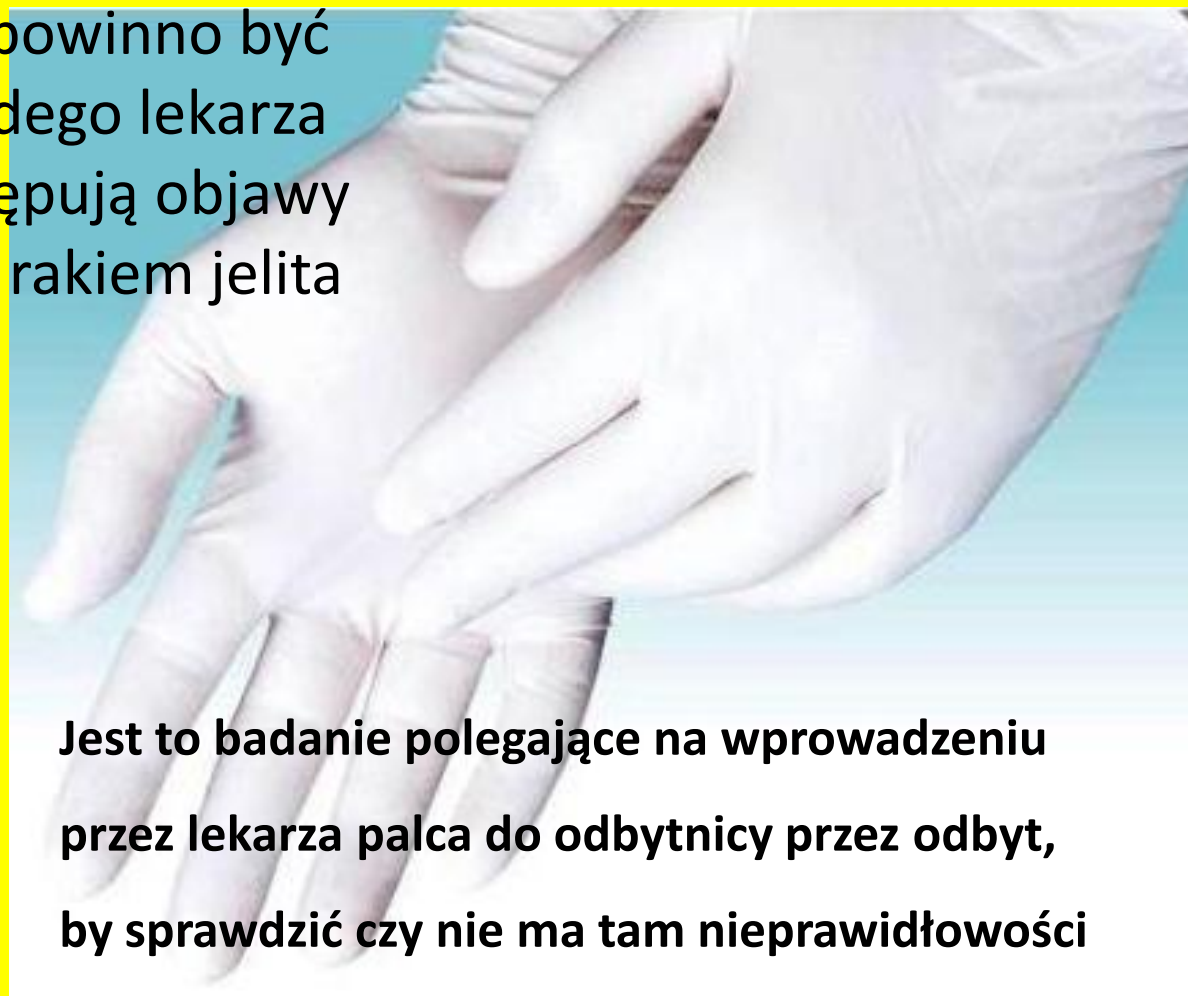 powinno być
dego lekarza
ępują objawy
rakiem jelita
Jest to badanie polegające na wprowadzeniu
przez lekarza palca do odbytnicy przez odbyt,
by sprawdzić czy nie ma tam nieprawidłowości